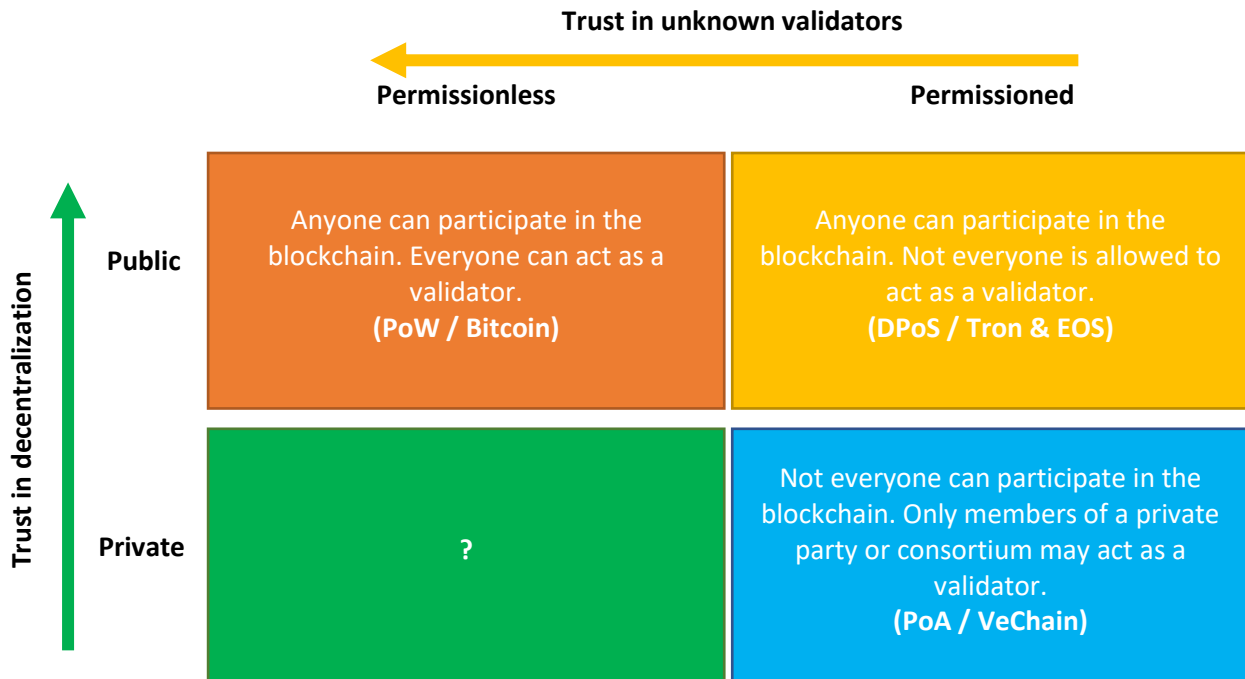 Trust in unknown validators
Permissionless
Permissioned
Trust in decentralization
Public
Anyone can participate in the
blockchain. Everyone can act as a
validator.
(PoW / Bitcoin)
Anyone can participate in the
blockchain. Not everyone is allowed to
act as a validator.
(DPoS / Tron & EOS)
Private
?
Not everyone can participate in the
blockchain. Only members of a private
party or consortium may act as a
validator.
(PoA / VeChain)